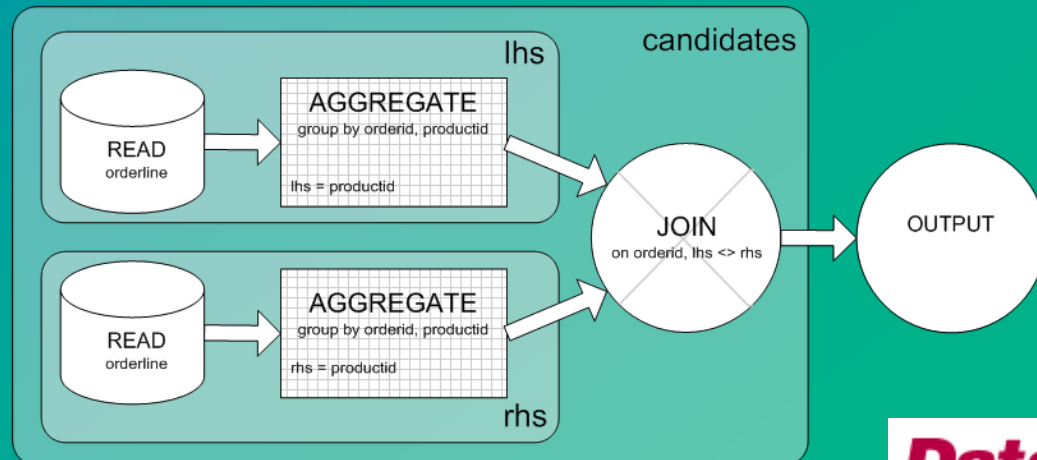 candidates
lhs
READ
orderline
AGGREGATE
group by orderid, productid
lhs = productid
READ
orderline
AGGREGATE
group by orderid, productid
rhs = productid
rhs
JOIN
on orderid, lhs <> rhs
OUTPUT